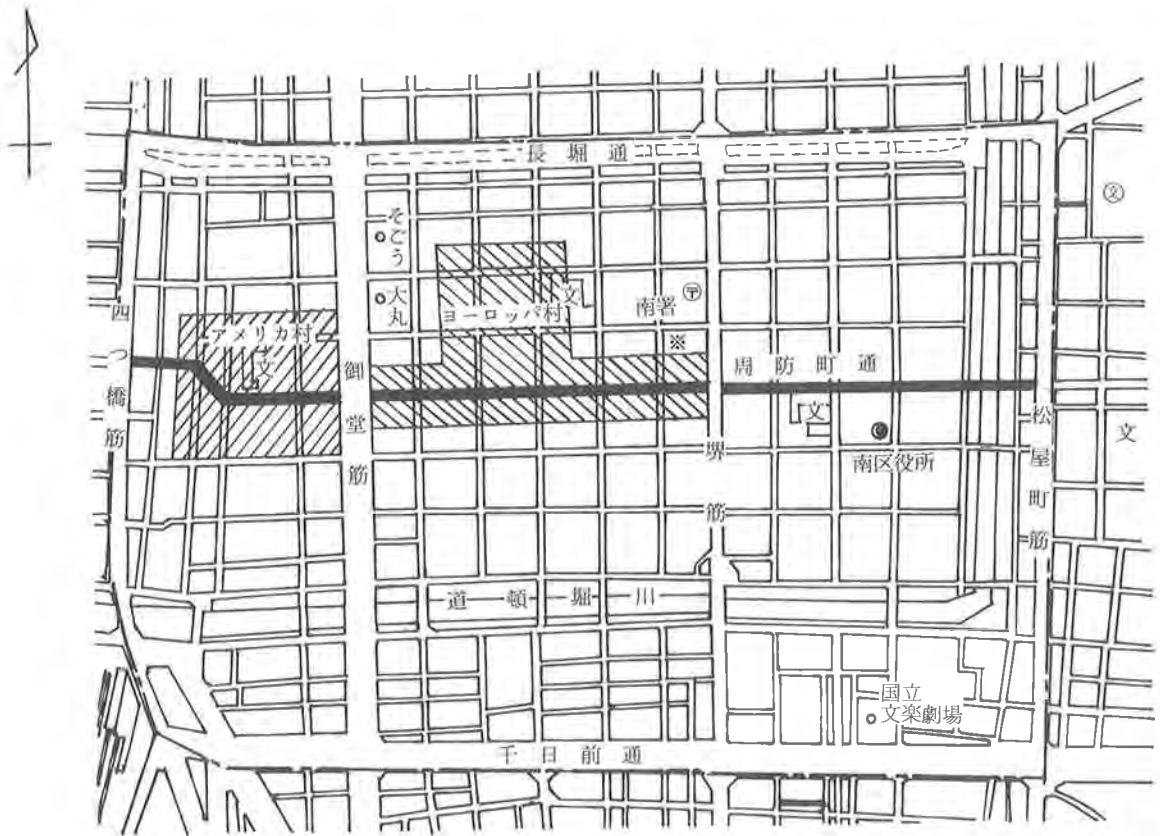 長堀通
そごう
大丸
アメリカ村
ヨーロッパ村
文
文
南署
〒
※
文
周防町通
文
南区役所
文
四つ橋筋
御堂筋
堺筋
松屋町筋
道頓堀川
国立
文楽劇場
千日前通